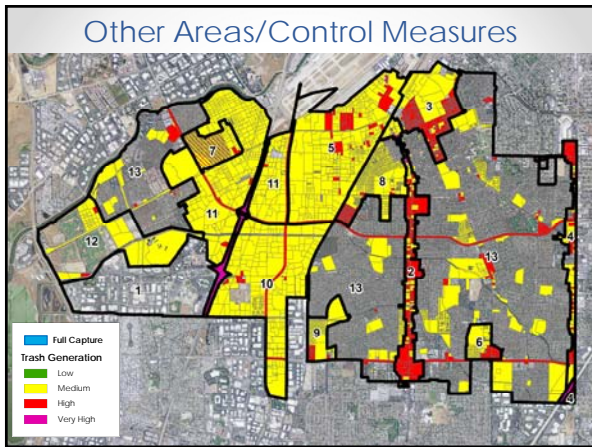 Other Areas/Control Measures
3
7
5
13
11
8
11
12
4
2
13
1
10
13
9
6
4
Full Capture
Trash Generation
Low
Medium
High
Very High